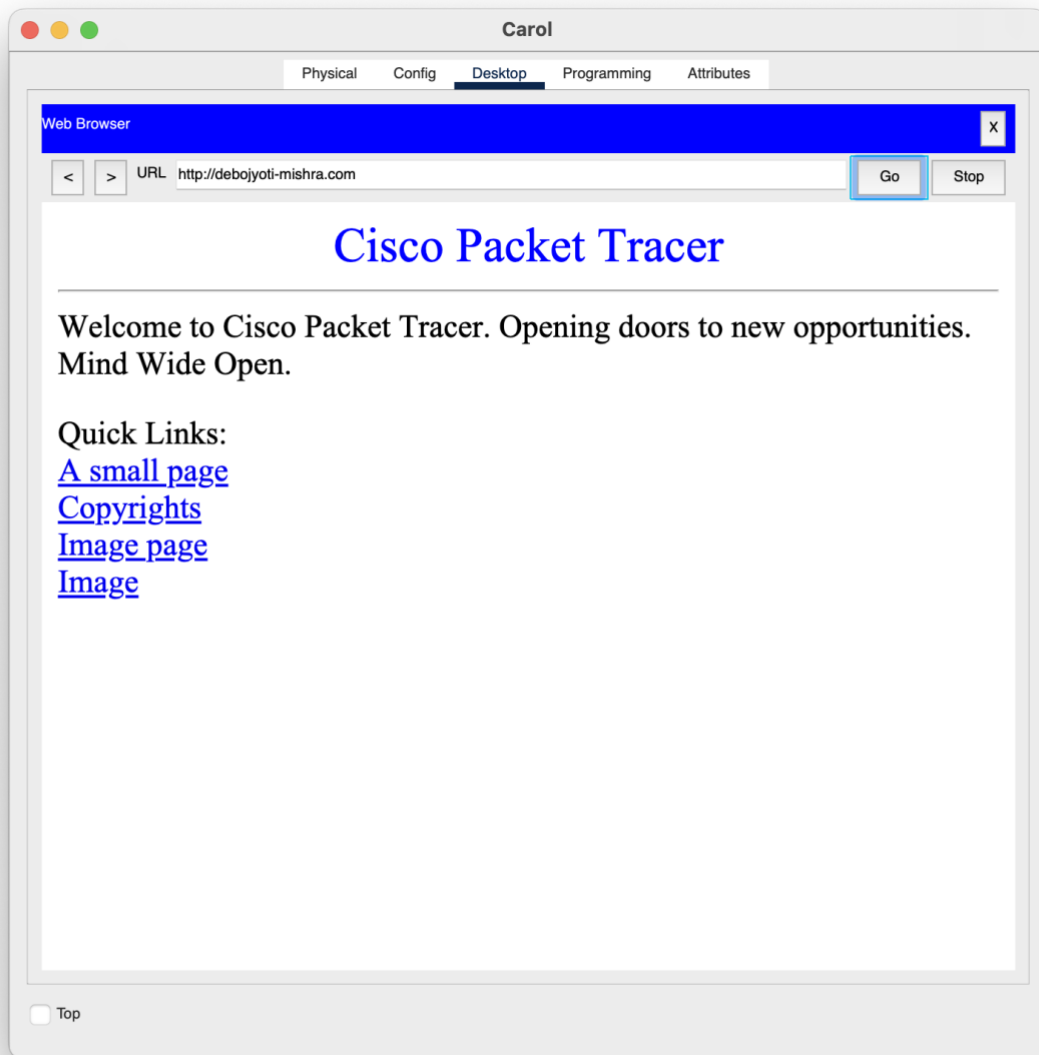 Carol
Physical Config Desktop Programming Attributes
Web Browser X
< > URL http://debojyoti-mishra.com Go Stop
Cisco Packet Tracer
Welcome to Cisco Packet Tracer. Opening doors to new opportunities.
Mind Wide Open.
Quick Links:
A small page
Copyrights
Image page
Image
Top